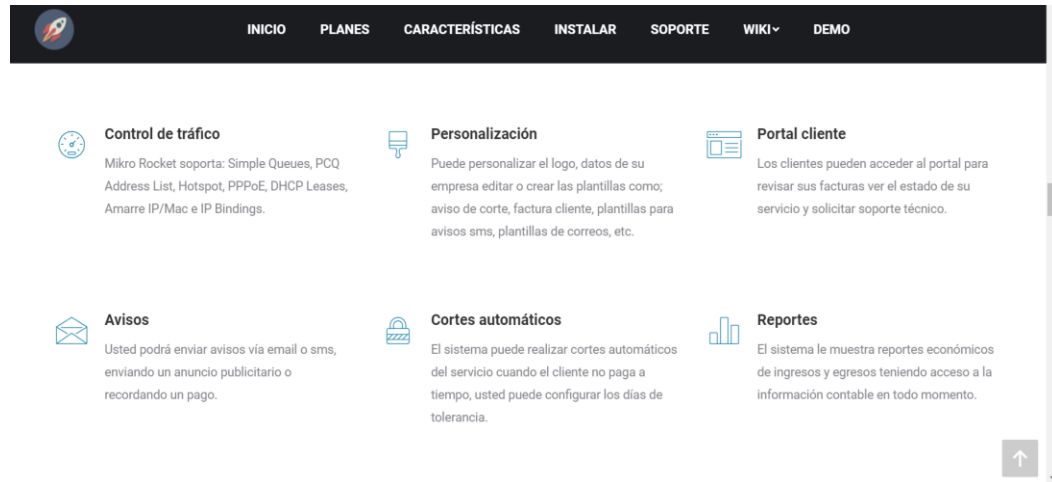 INICIO PLANES CARACTERÍSTICAS INSTALAR SOPORTE WIKI DEMO
Control de tráfico
Mikro Rocket soporta: Simple Queues, PCQ
Address List, Hotspot, PPPoE, DHCP Leases,
Amarre IP/Mac e IP Bindings.
Personalización
Puede personalizar el logo, datos de su
empresa editar o crear las plantillas como;
aviso de corte, factura cliente, plantillas para
avisos sms, plantillas de correos, etc.
Portal cliente
Los clientes pueden acceder al portal para
revisar sus facturas ver el estado de su
servicio y solicitar soporte técnico.
Avisos
Usted podrá enviar avisos vía email o sms,
enviando un anuncio publicitario o
recordando un pago.
Cortes automáticos
El sistema puede realizar cortes automáticos
del servicio cuando el cliente no paga a
tiempo, usted puede configurar los días de
tolerancia.
Reportes
El sistema le muestra reportes económicos
de ingresos y egresos teniendo acceso a la
información contable en todo momento.